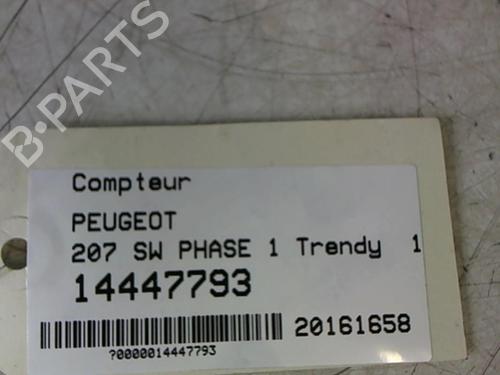 B-PARTS
Compteur
PEUGEOT
207 SW PHASE 1 Trendy 1
14447793
20161658
?0000014447793